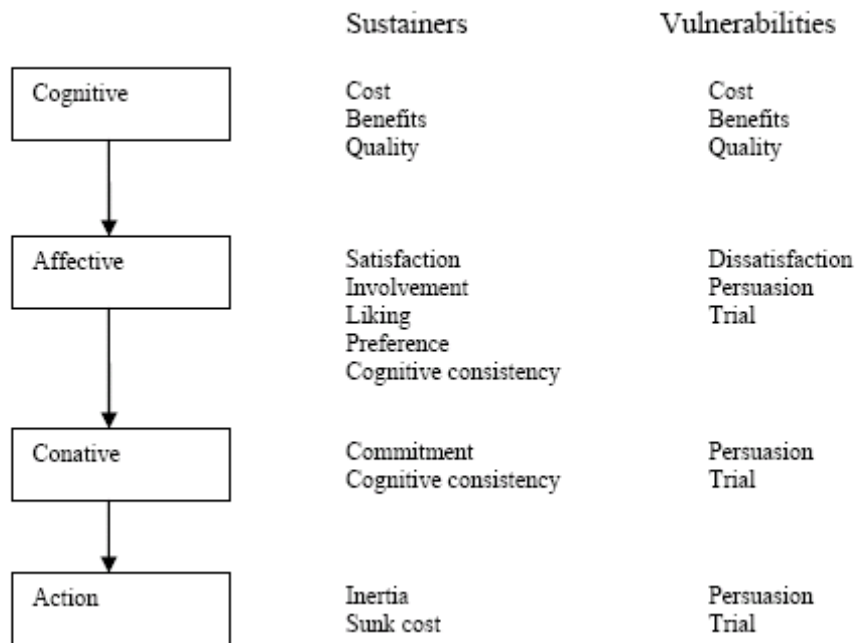 Sustainers Vulnerabilities
Cognitive Cost Cost
Benefits Benefits
Quality Quality
Affective Satisfaction Dissatisfaction
Involvement Persuasion
Liking Trial
Preference
Cognitive consistency
Conative Commitment Persuasion
Cognitive consistency Trial
Action Inertia Persuasion
Sunk cost Trial